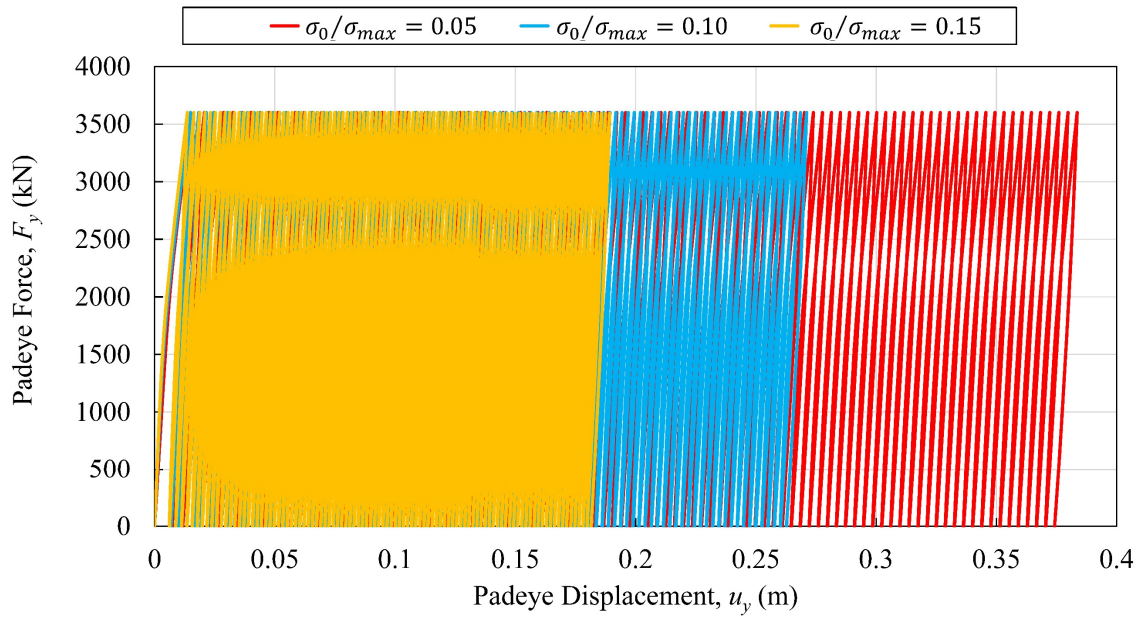 σ₀/σₘₐₓ = 0.05 σ₀/σₘₐₓ = 0.10 σ₀/σₘₐₓ = 0.15
4000
3500
3000
2500
2000
1500
1000
500
0
Padeye Force, F_y (kN)
0 0.05 0.1 0.15 0.2 0.25 0.3 0.35 0.4
Padeye Displacement, u_y (m)